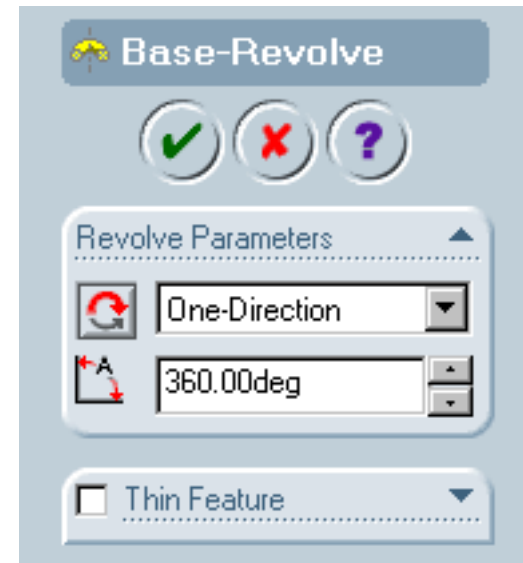 Base-Revolve
?
Revolve Parameters
One-Direction
A
360.00deg
Thin Feature